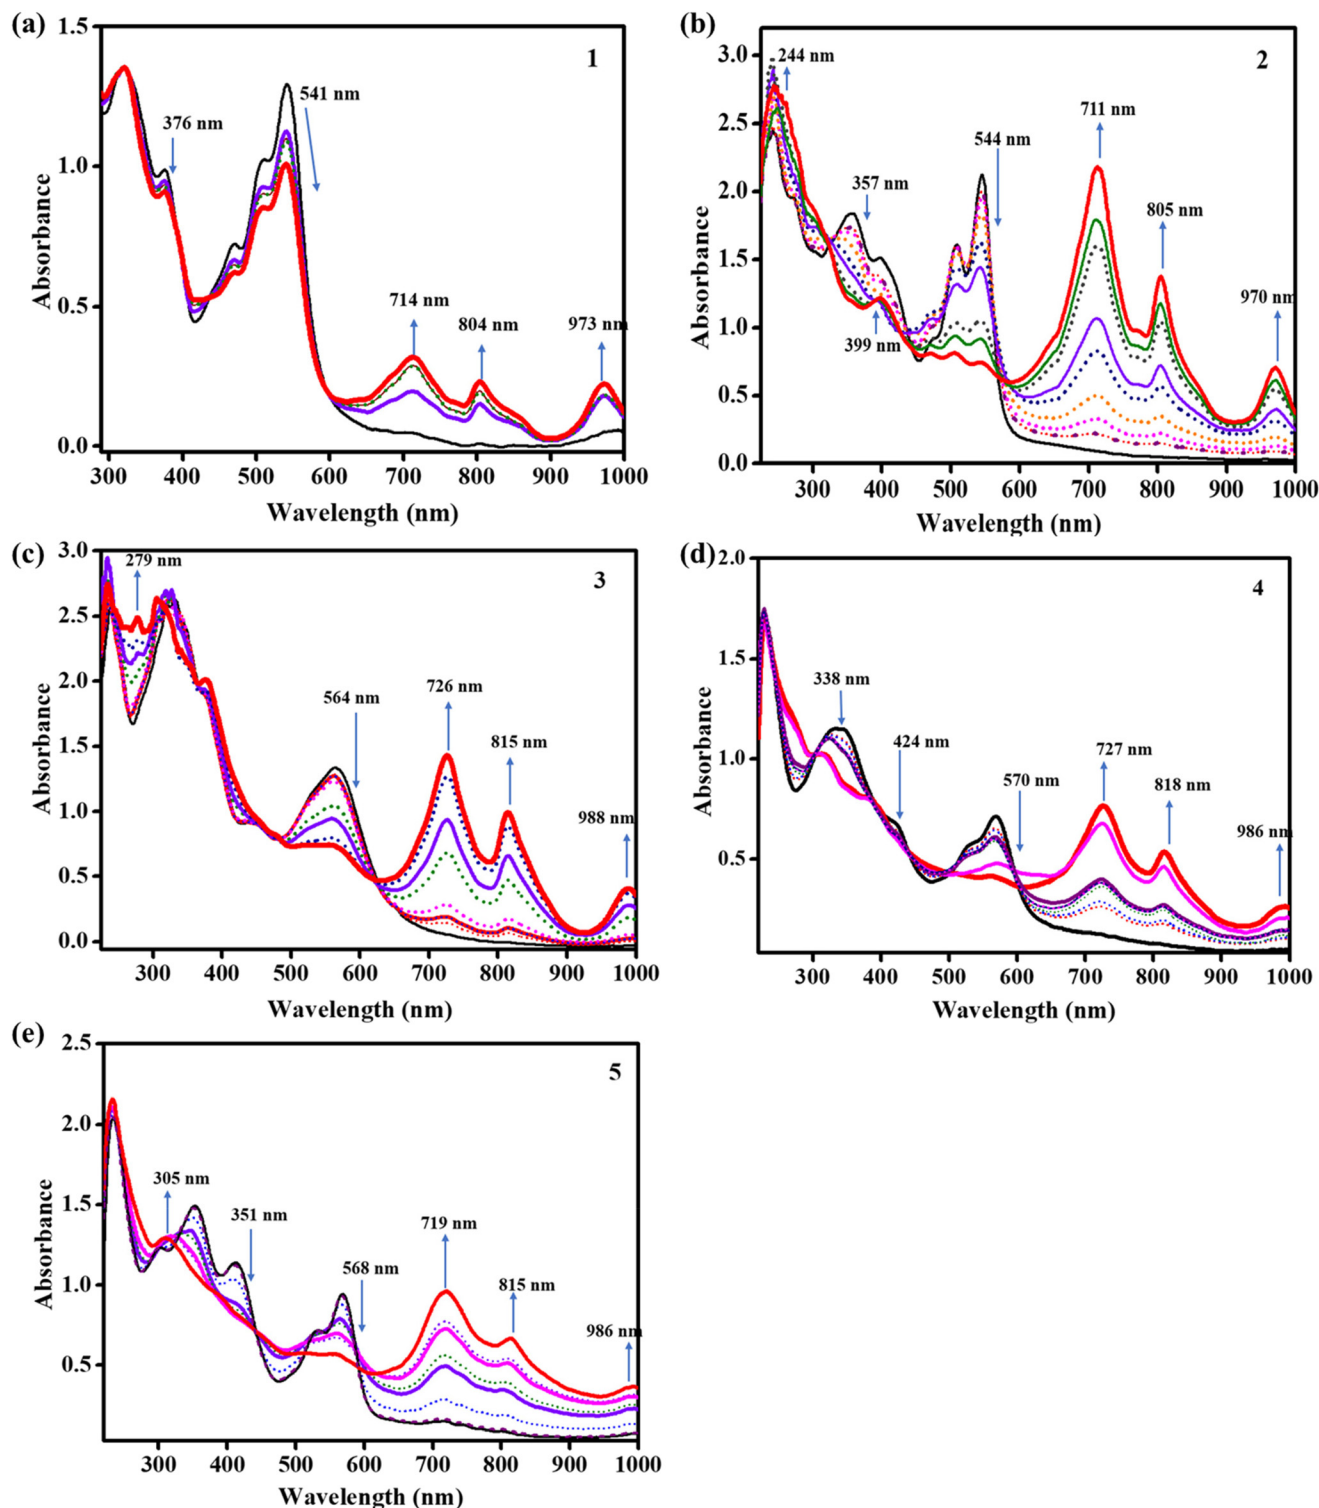 (a)
1.5
1.0
0.5
0.0
Absorbance
1
376 nm
541 nm
714 nm
804 nm
973 nm
300 400 500 600 700 800 900 1000
Wavelength (nm)
(b)
3.0
2.5
2.0
1.5
1.0
0.5
0.0
Absorbance
2
244 nm
357 nm
399 nm
544 nm
711 nm
805 nm
970 nm
300 400 500 600 700 800 900 1000
Wavelength (nm)
(c)
3.0
2.5
2.0
1.5
1.0
0.5
0.0
Absorbance
3
279 nm
564 nm
726 nm
815 nm
988 nm
300 400 500 600 700 800 900 1000
Wavelength (nm)
(d)
2.0
1.5
1.0
0.5
Absorbance
4
338 nm
424 nm
570 nm
727 nm
818 nm
986 nm
300 400 500 600 700 800 900 1000
Wavelength (nm)
(e)
2.5
2.0
1.5
1.0
0.5
Absorbance
5
305 nm
351 nm
568 nm
719 nm
815 nm
986 nm
300 400 500 600 700 800 900 1000
Wavelength (nm)